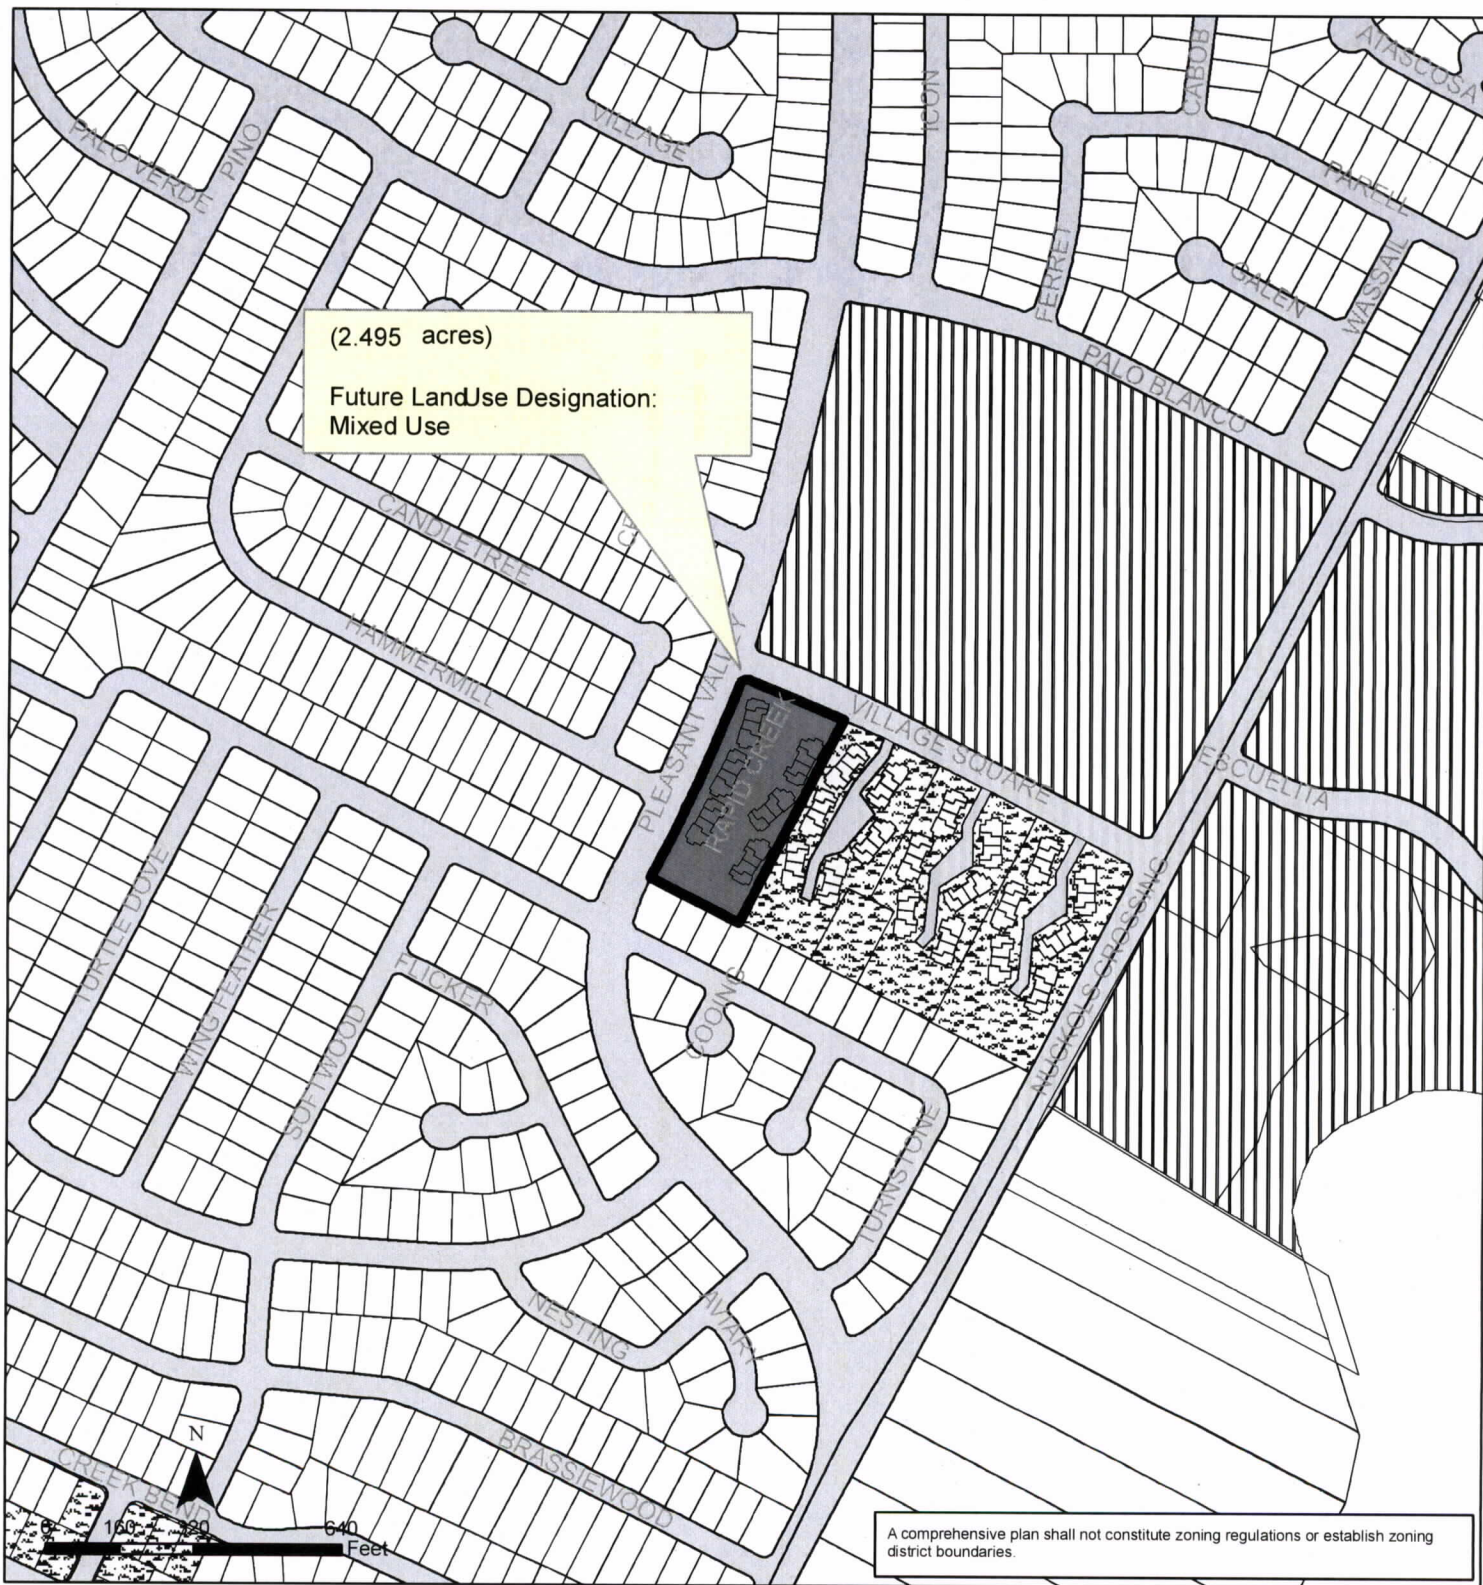 ATASCOSA
CABOB
ICON
VILLAGE
PINO
PALO VERDE
PARELL
FERRET
GALEN
WASSAIL
(2.495 acres)
Future LandUse Designation:
Mixed Use
PALO BLANCO
CANDLETREE
HAMMERMILL
PLEASANT VALLEY
RAPID CREEK
VILLAGE SQUARE
ESCUELITA
TURTLE DOVE
WING FEATHER
SOFTWOOD
FLICKER
COOING
NUCKOLS CROSSING
TURNSTONE
NESTING
AVIARY
BRASSIEWOOD
CREEK BEND
N
0 160 320 640
Feet
A comprehensive plan shall not constitute zoning regulations or establish zoning
district boundaries.